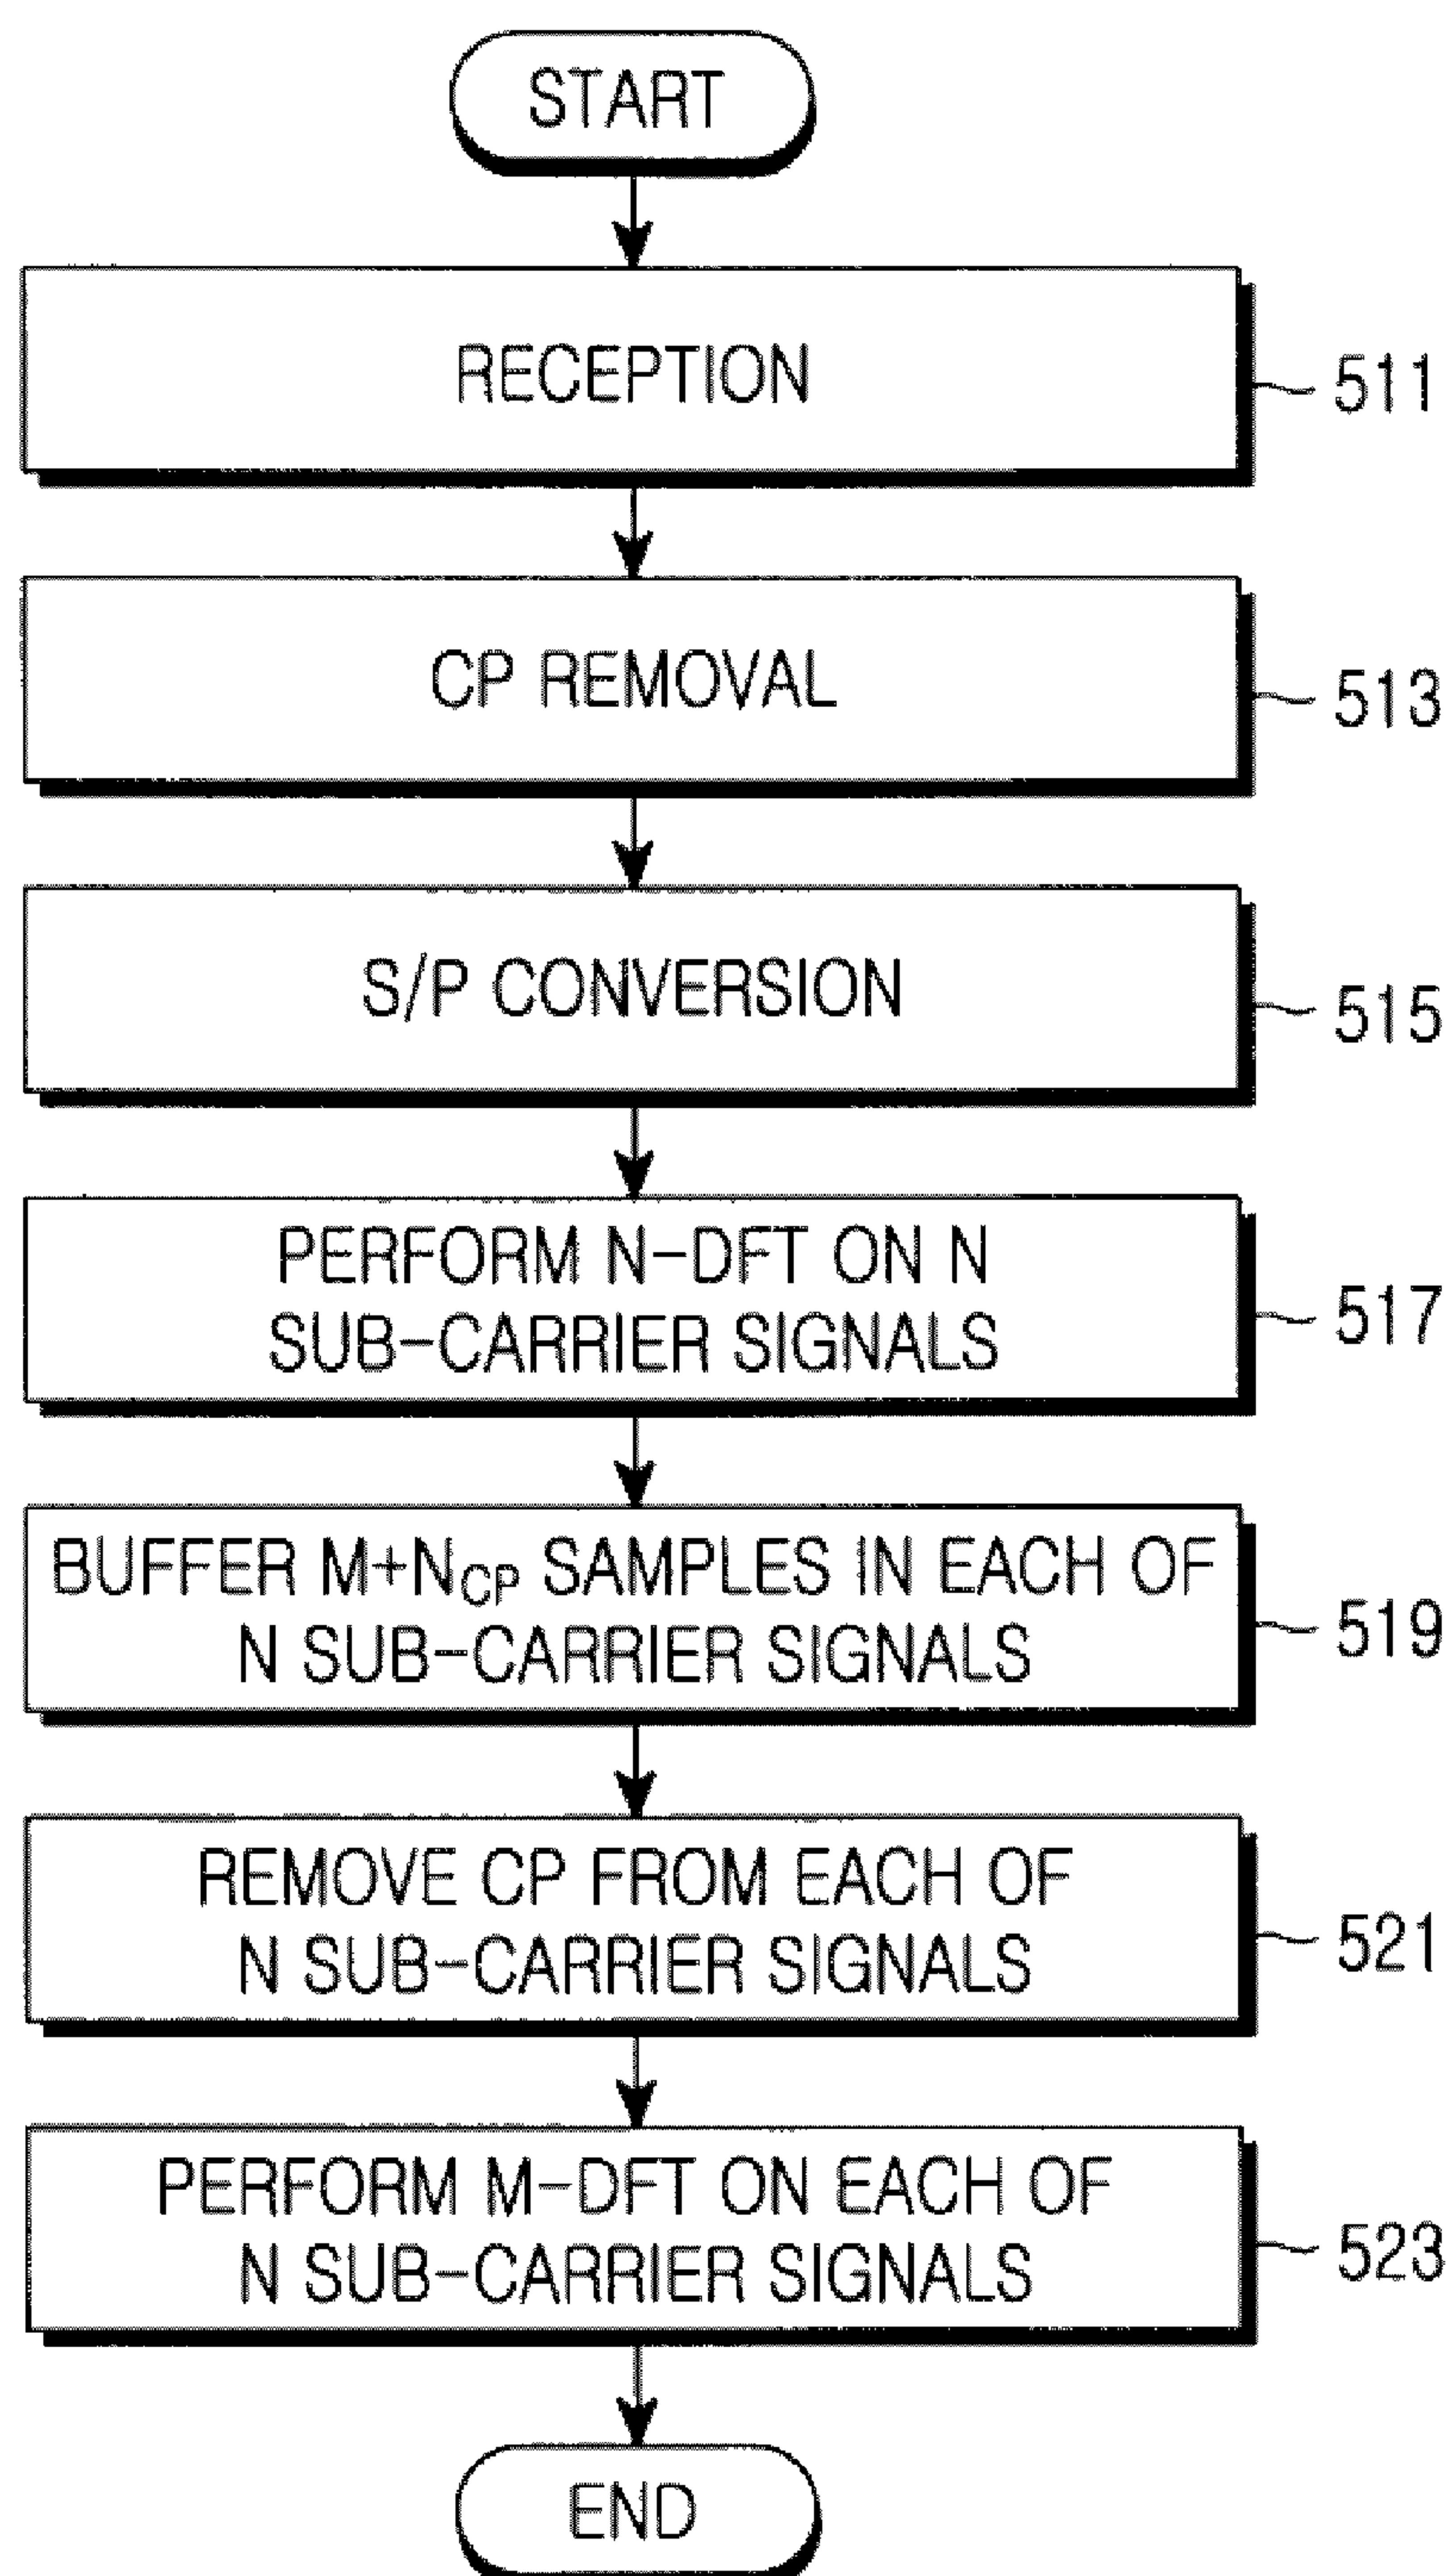 START
RECEPTION
511
CP REMOVAL
513
S/P CONVERSION
515
PERFORM N-DFT ON N
SUB-CARRIER SIGNALS
517
BUFFER M+NCP SAMPLES IN EACH OF
N SUB-CARRIER SIGNALS
519
REMOVE CP FROM EACH OF
N SUB-CARRIER SIGNALS
521
PERFORM M-DFT ON EACH OF
N SUB-CARRIER SIGNALS
523
END